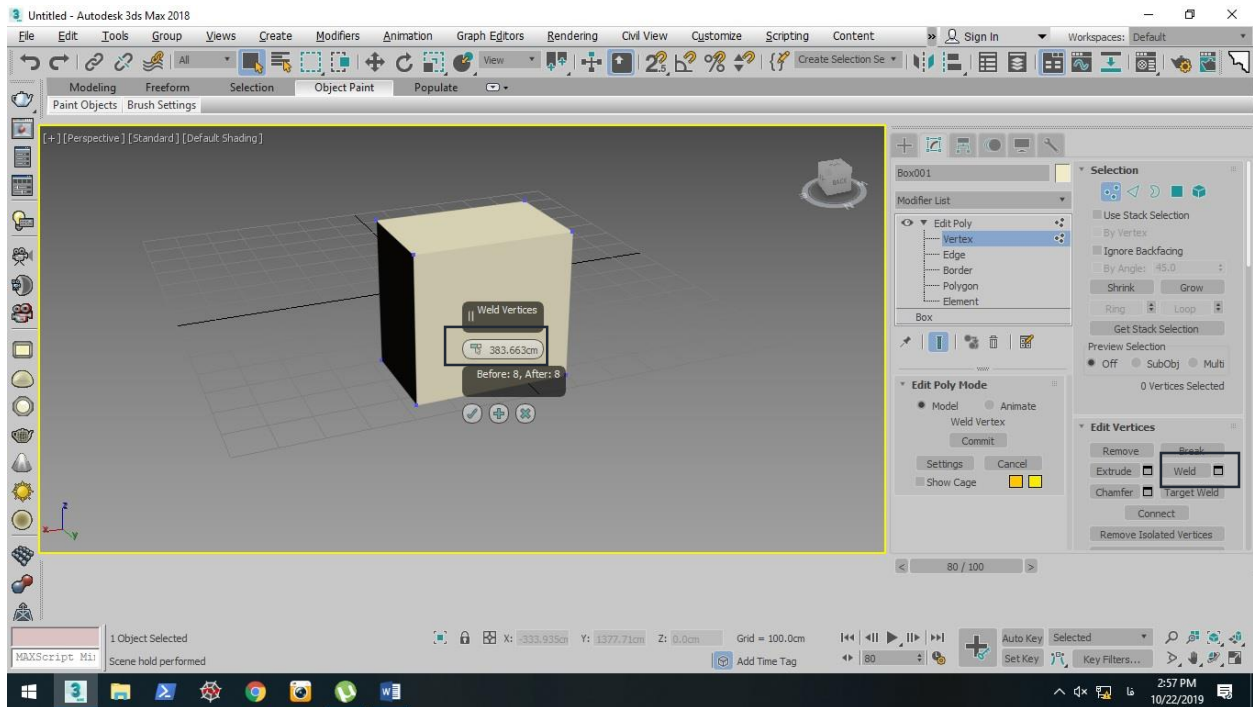 Untitled - Autodesk 3ds Max 2018
File Edit Tools Group Views Create Modifiers Animation Graph Editors Rendering Civil View Customize Scripting Content » Sign In Workspaces: Default
All View Create Selection Se
Modeling Freeform Selection Object Paint Populate
Paint Objects Brush Settings
[+] [Perspective] [Standard] [Default Shading]
BACK
Weld Vertices
383.663cm
Before: 8, After: 8
z
x
y
Box001
Modifier List
Edit Poly
Vertex
Edge
Border
Polygon
Element
Box
Edit Poly Mode
Model Animate
Weld Vertex
Commit
Settings Cancel
Show Cage
Selection
Use Stack Selection
By Vertex
Ignore Backfacing
By Angle: 45.0
Shrink Grow
Ring Loop
Get Stack Selection
Preview Selection
Off SubObj Multi
0 Vertices Selected
Edit Vertices
Remove Break
Extrude Weld
Chamfer Target Weld
Connect
Remove Isolated Vertices
< 80 / 100 >
1 Object Selected X: -333.935cm Y: 1377.71cm Z: 0.0cm Grid = 100.0cm Auto Key Selected
MAXScript Mi Scene hold performed Add Time Tag 80 Set Key Key Filters...
فا
2:57 PM
10/22/2019